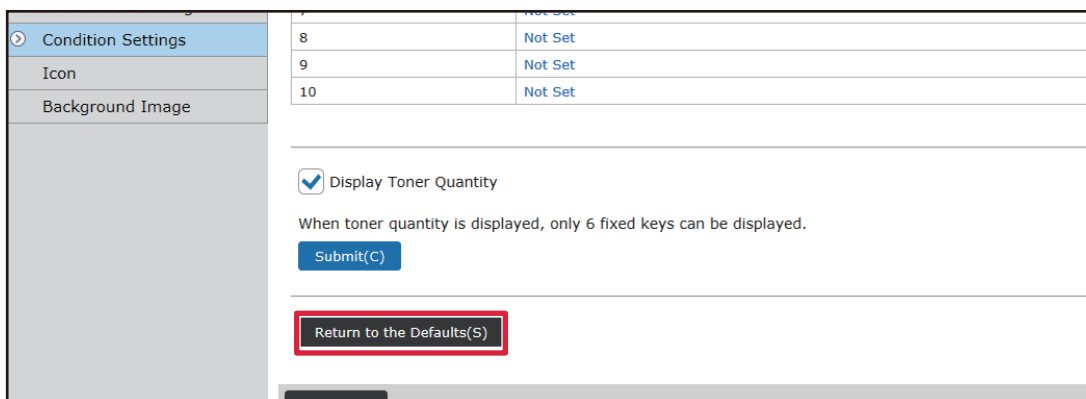 Condition Settings
Icon
Background Image
8 Not Set
9 Not Set
10 Not Set
Display Toner Quantity
When toner quantity is displayed, only 6 fixed keys can be displayed.
Submit(C)
Return to the Defaults(S)